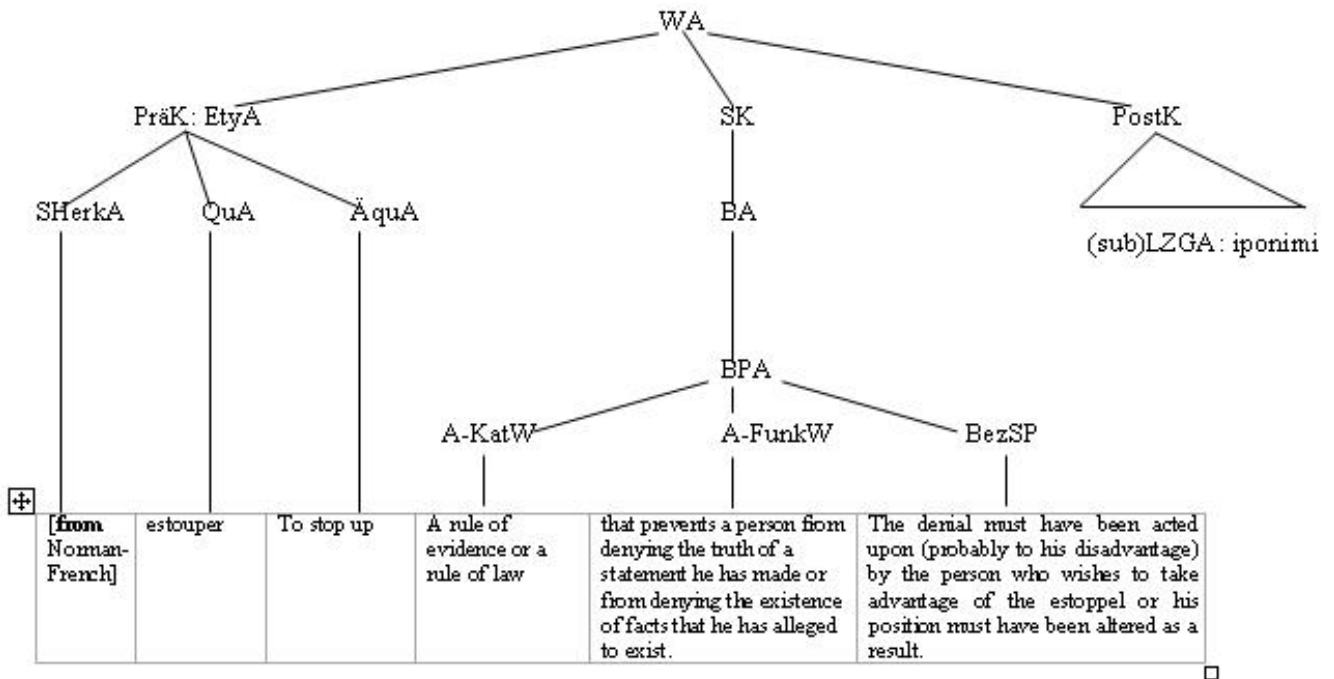 WA
PräK: EtyA SK PostK
SHerkA QuA ÄquA BA
(sub)LZGA: iponimi
BPA
A-KatW A-FunkW BezSP
[from
Norman-
French]
estouper
To stop up
A rule of
evidence or a
rule of law
that prevents a person from
denying the truth of a
statement he has made or
from denying the existence
of facts that he has alleged
to exist.
The denial must have been acted
upon (probably to his disadvantage)
by the person who wishes to take
advantage of the estoppel or his
position must have been altered as a
result.